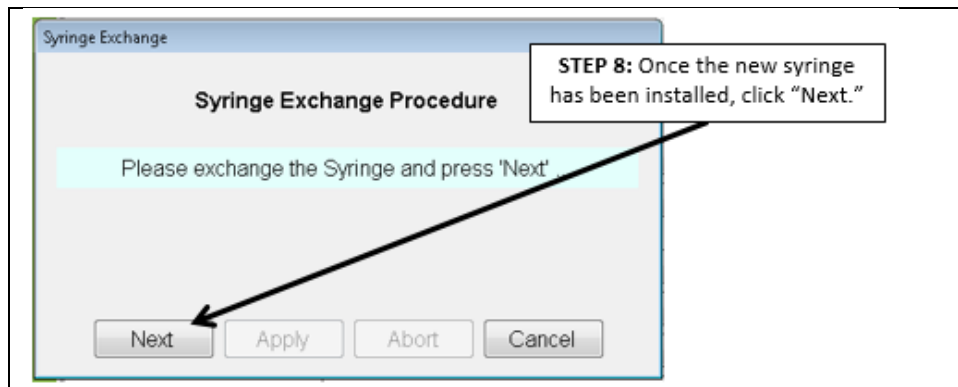 Syringe Exchange
STEP 8: Once the new syringe
has been installed, click “Next.”
Syringe Exchange Procedure
Please exchange the Syringe and press 'Next' ...
Next
Apply
Abort
Cancel